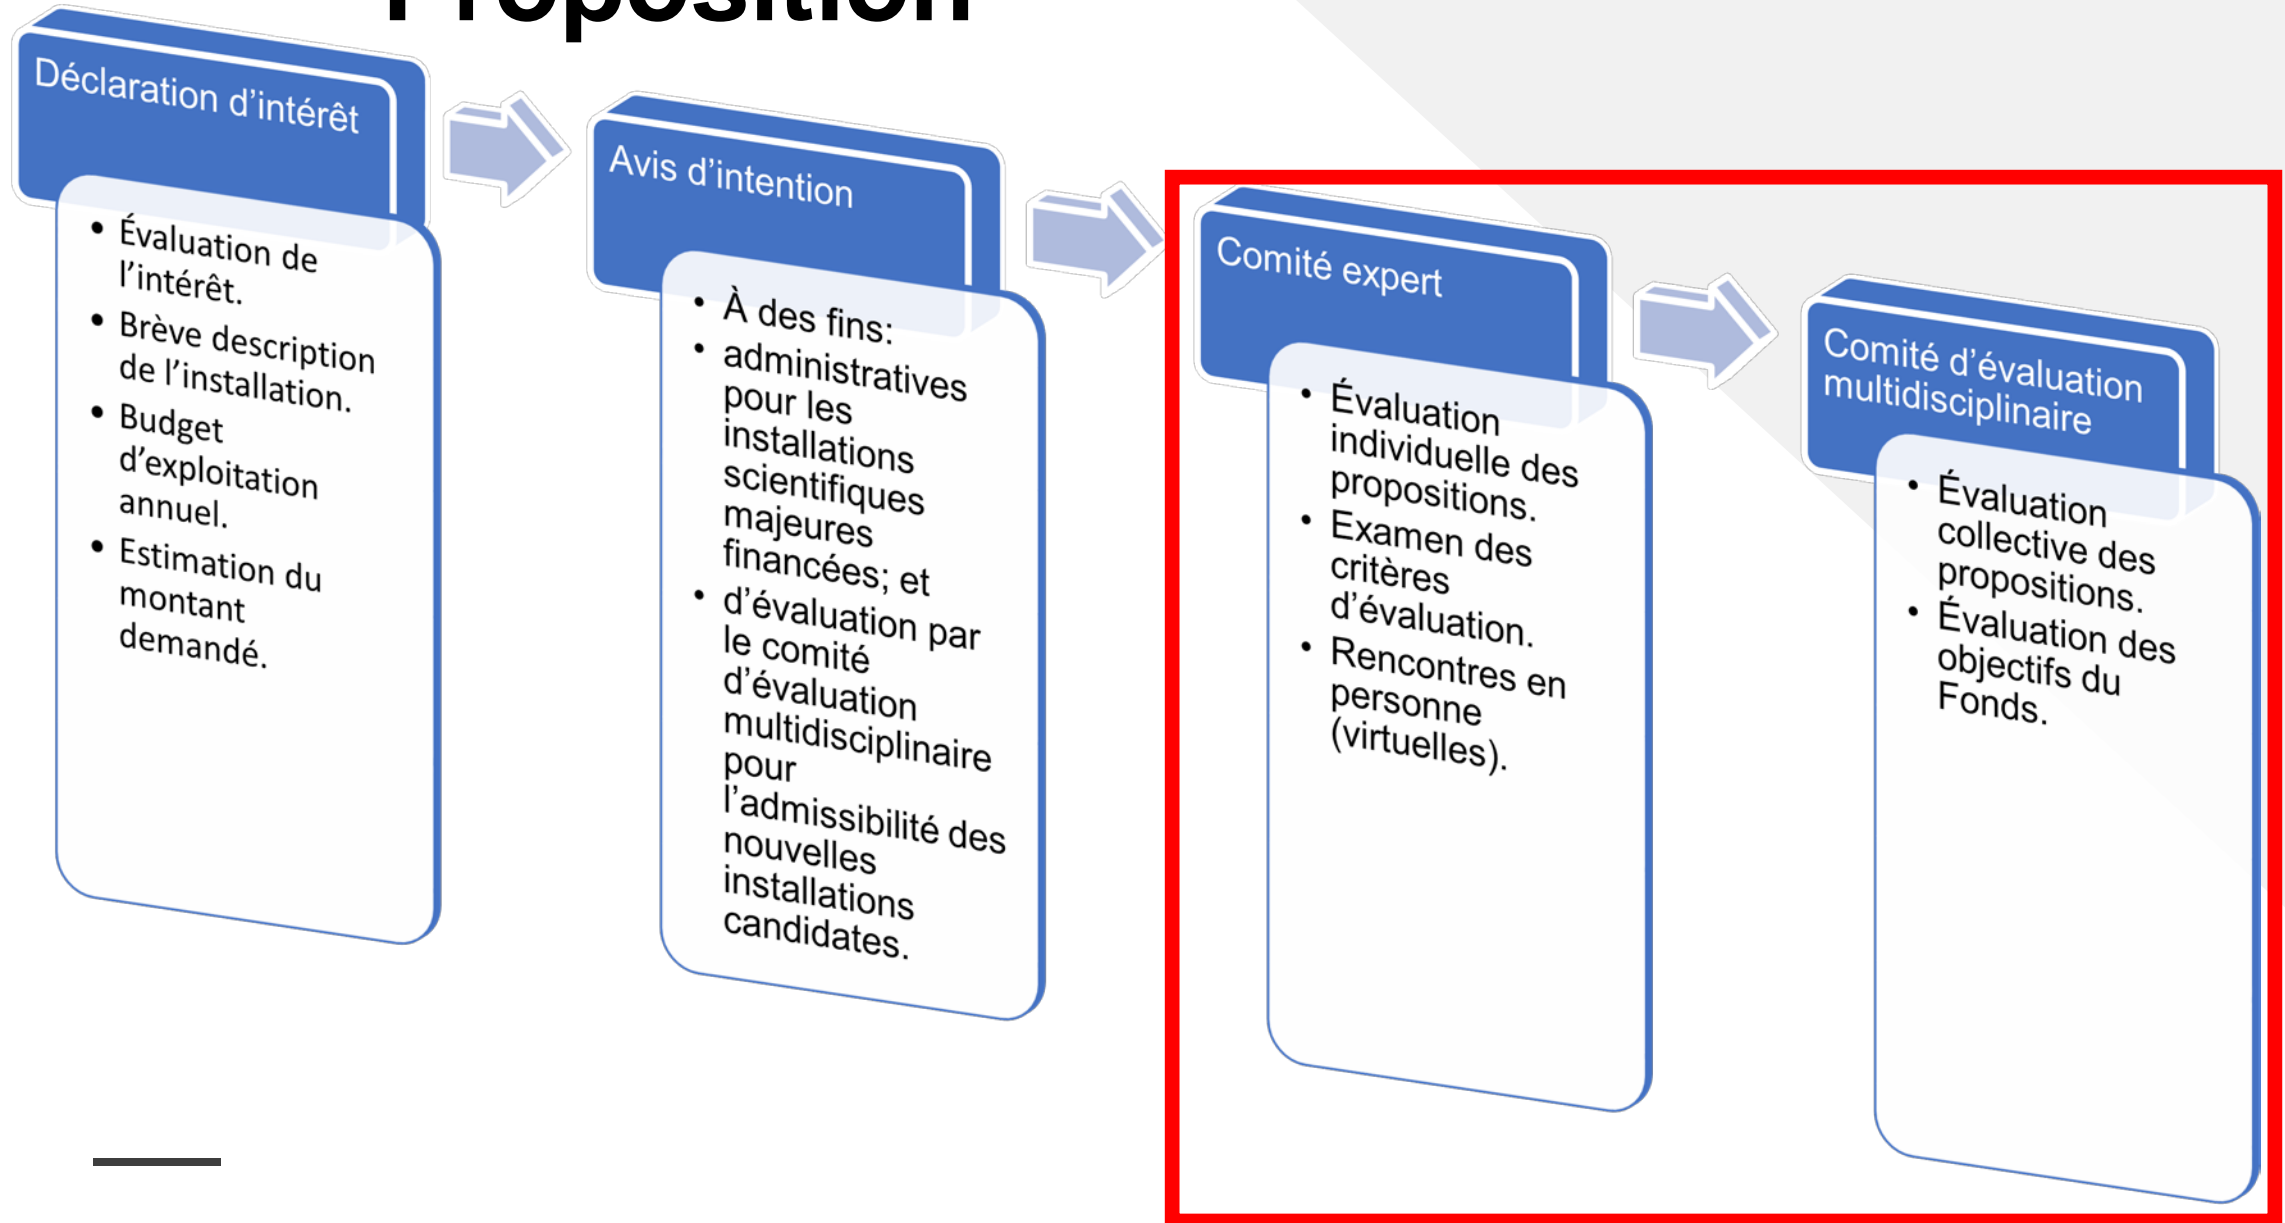 Proposition
Déclaration d’intérêt
• Évaluation de
l’intérêt.
• Brève description
de l’installation.
• Budget
d’exploitation
annuel.
• Estimation du
montant
demandé.
Avis d’intention
• À des fins:
• administratives
pour les
installations
scientifiques
majeures
financées; et
• d’évaluation par
le comité
d’évaluation
multidisciplinaire
pour
l’admissibilité des
nouvelles
installations
candidates.
Comité expert
• Évaluation
individuelle des
propositions.
• Examen des
critères
d’évaluation.
• Rencontres en
personne
(virtuelles).
Comité d’évaluation
multidisciplinaire
• Évaluation
collective des
propositions.
• Évaluation des
objectifs du
Fonds.